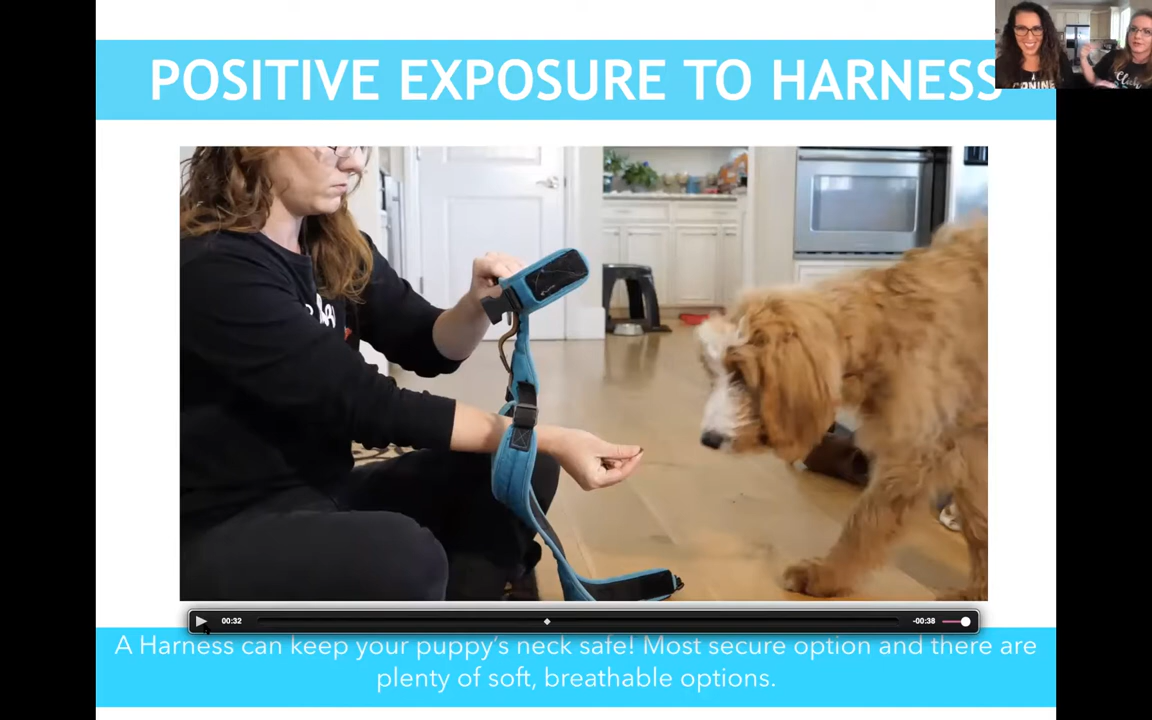 POSITIVE EXPOSURE TO HARNESS
00:32
-00:38
A Harness can keep your puppy's neck safe! Most secure option and there are
plenty of soft, breathable options.